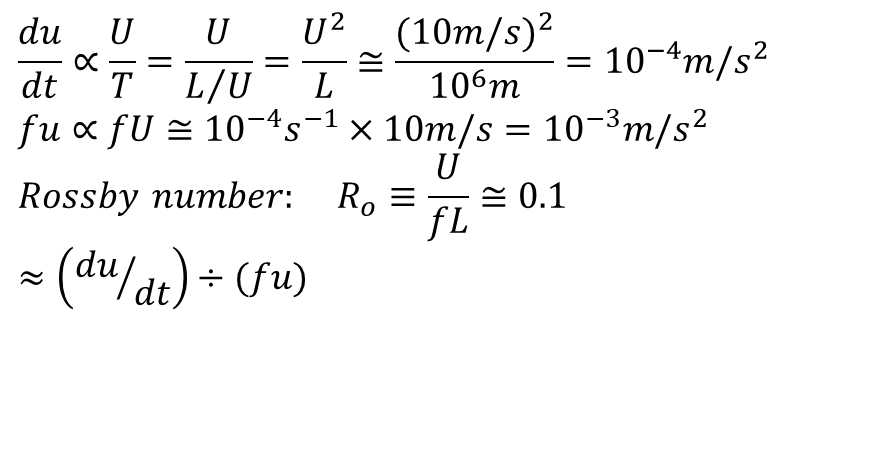 du/dt ∝ U/T = U/(L/U) = U²/L ≅ (10m/s)²/10⁶m = 10⁻⁴m/s²
fu ∝ fU ≅ 10⁻⁴s⁻¹ × 10m/s = 10⁻³m/s²
Rossby number: Rₒ ≡ U/fL ≅ 0.1
≈ (du/dt) ÷ (fu)